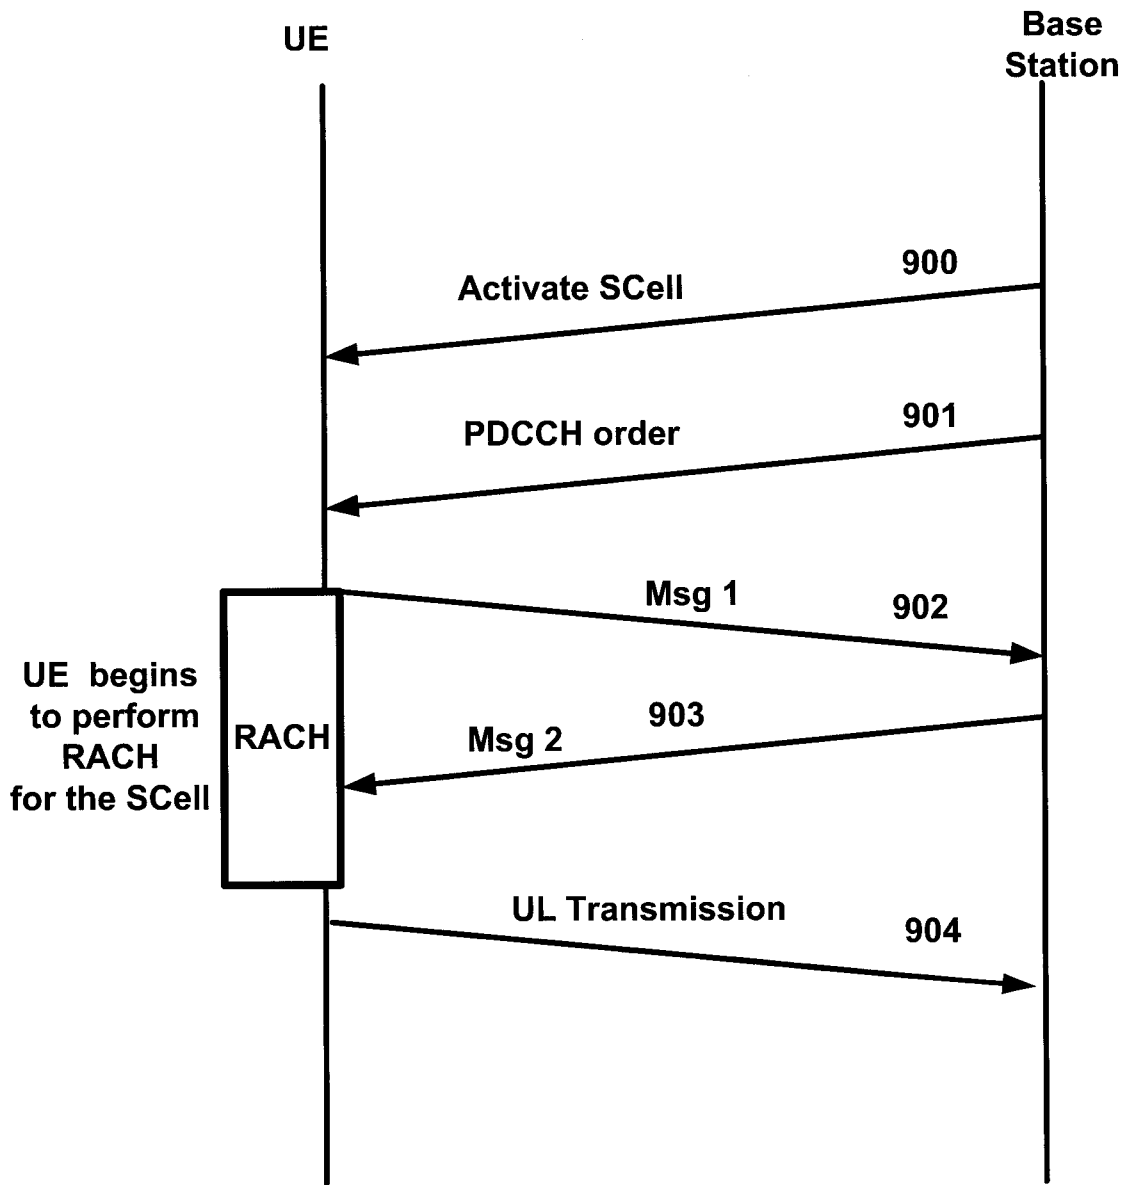 UE
Base
Station
900
Activate SCell
901
PDCCH order
Msg 1
902
UE begins
to perform
RACH
for the SCell
RACH
903
Msg 2
UL Transmission
904